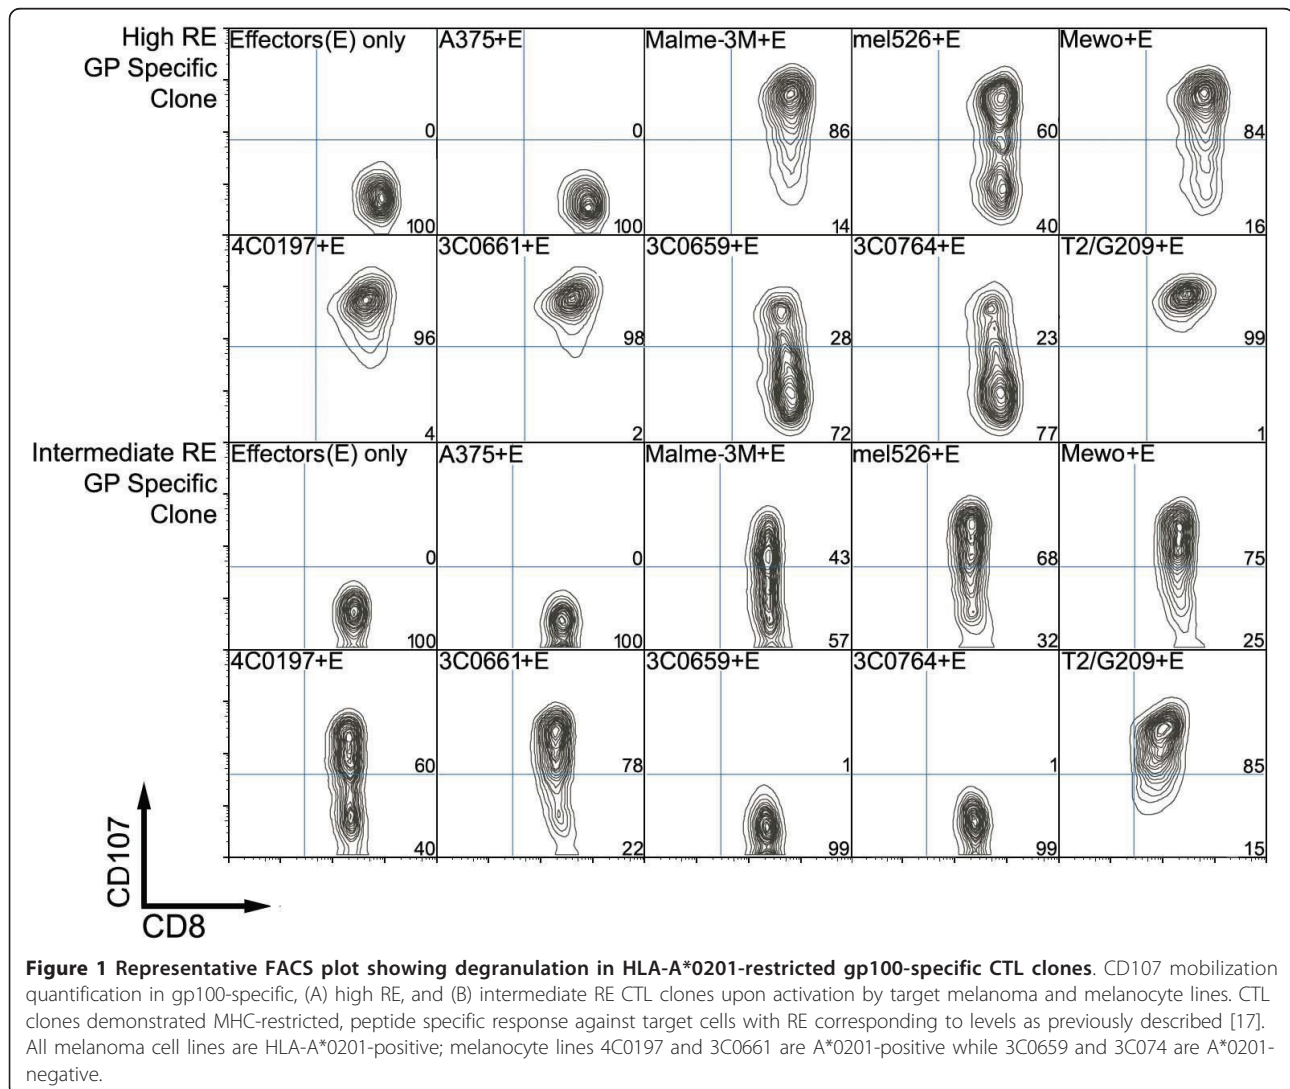 High RE
GP Specific
Clone
Effectors(E) only
A375+E
Malme-3M+E
mel526+E
Mewo+E
0
0
86
60
84
100
100
14
40
16
4C0197+E
3C0661+E
3C0659+E
3C0764+E
T2/G209+E
96
98
28
23
99
4
2
72
77
1
Intermediate RE
GP Specific
Clone
Effectors(E) only
A375+E
Malme-3M+E
mel526+E
Mewo+E
0
0
43
68
75
100
100
57
32
25
4C0197+E
3C0661+E
3C0659+E
3C0764+E
T2/G209+E
60
78
1
1
85
40
22
99
99
15
CD107
CD8
Figure 1 Representative FACS plot showing degranulation in HLA-A*0201-restricted gp100-specific CTL clones. CD107 mobilization
quantification in gp100-specific, (A) high RE, and (B) intermediate RE CTL clones upon activation by target melanoma and melanocyte lines. CTL
clones demonstrated MHC-restricted, peptide specific response against target cells with RE corresponding to levels as previously described [17].
All melanoma cell lines are HLA-A*0201-positive; melanocyte lines 4C0197 and 3C0661 are A*0201-positive while 3C0659 and 3C074 are A*0201-
negative.